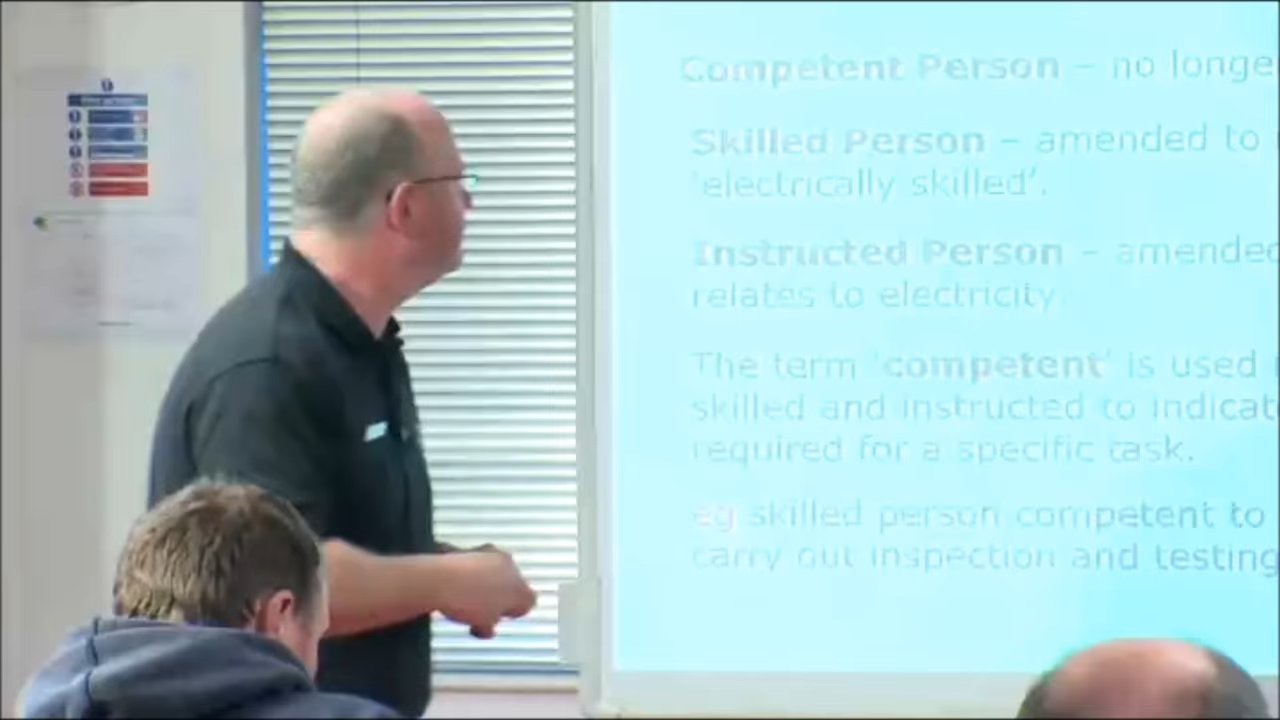 Competent Person – no longe
Skilled Person – amended to
'electrically skilled'.
Instructed Person – amended
relates to electricity
The term 'competent' is used
skilled and instructed to indicat
required for a specific task.
eg skilled person competent to
carry out inspection and testing